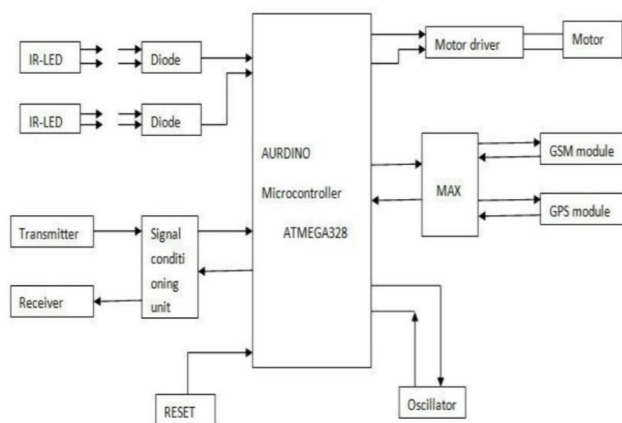 IR-LED
Diode
Motor driver
Motor
IR-LED
Diode
AURDINO
Microcontroller
ATMEGA328
MAX
GSM module
GPS module
Transmitter
Signal
conditi
oning
unit
Receiver
RESET
Oscillator